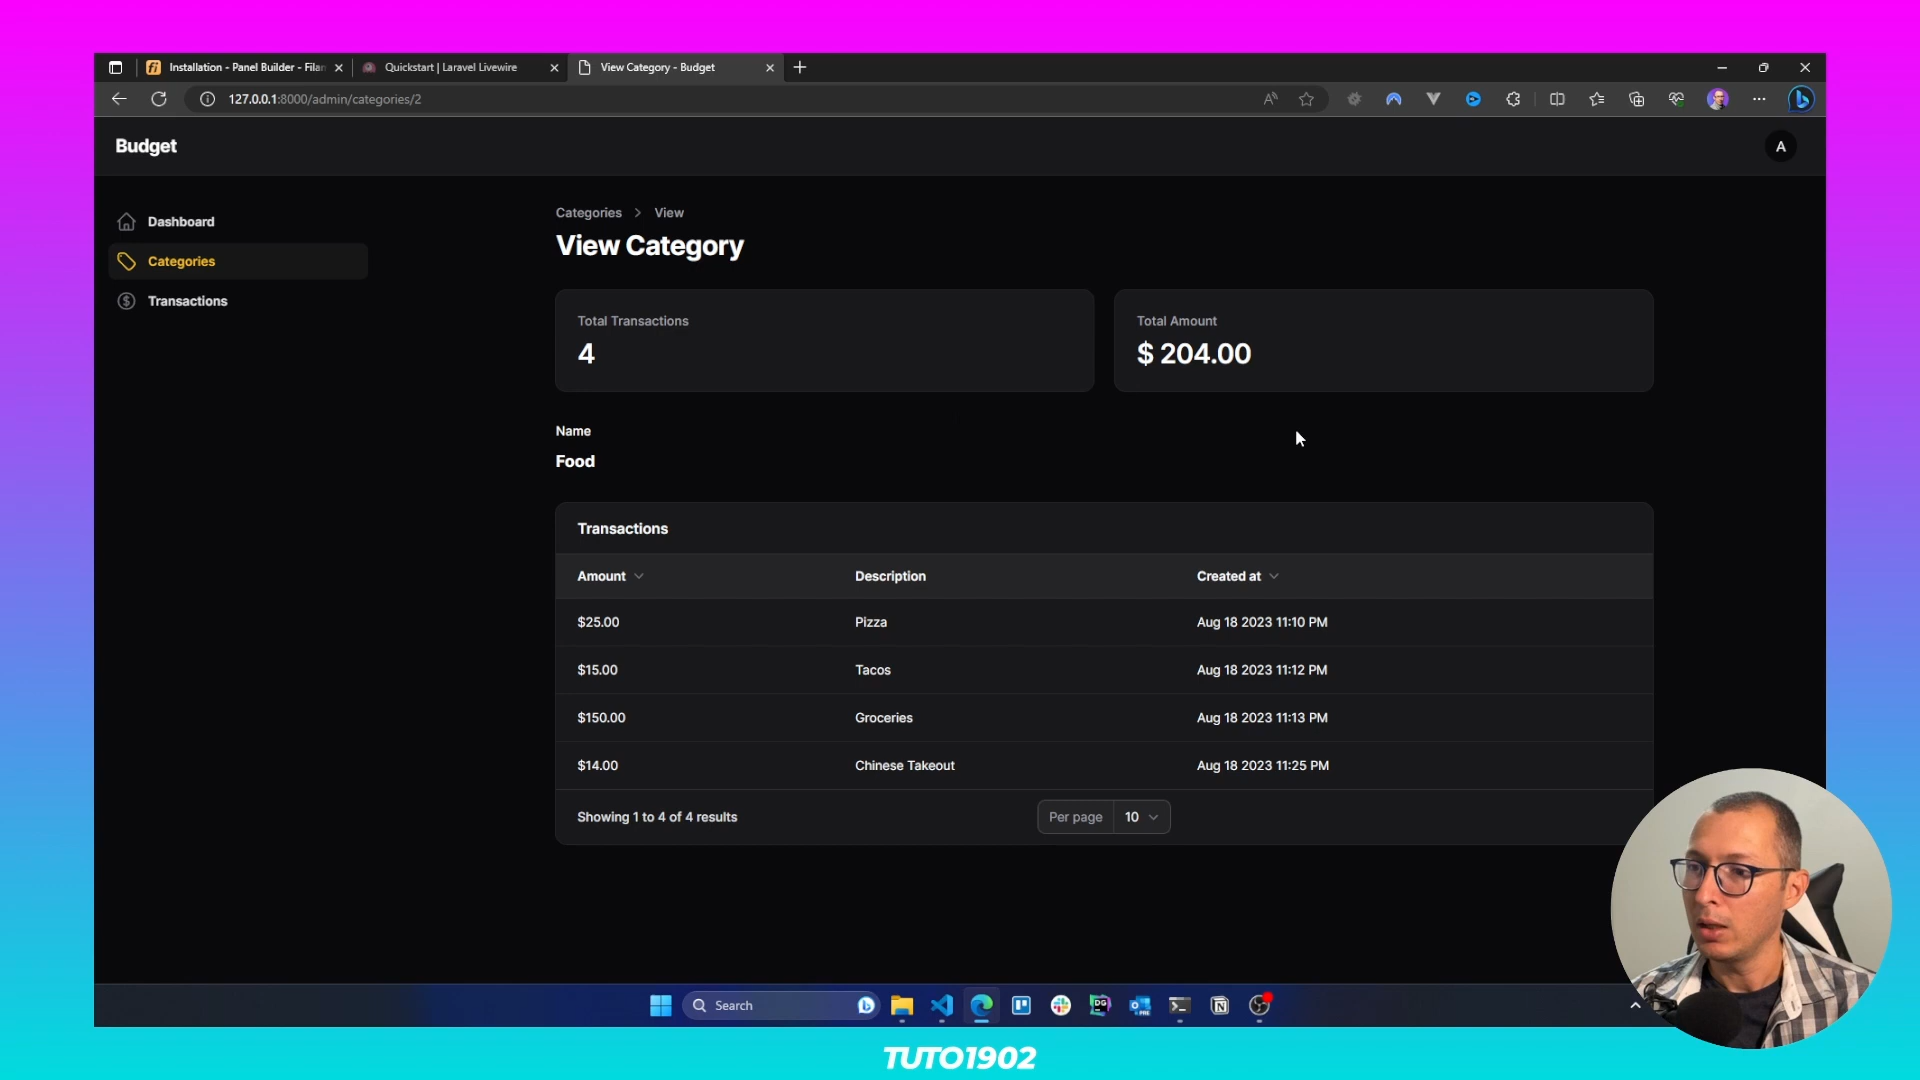 Installation - Panel Builder - Filan
Quickstart | Laravel Livewire
View Category - Budget
127.0.0.1:8000/admin/categories/2
Budget
A
Dashboard
Categories
Transactions
Categories > View
View Category
Total Transactions
4
Total Amount
$ 204.00
Name
Food
Transactions
Amount Description Created at
$25.00 Pizza Aug 18 2023 11:10 PM
$15.00 Tacos Aug 18 2023 11:12 PM
$150.00 Groceries Aug 18 2023 11:13 PM
$14.00 Chinese Takeout Aug 18 2023 11:25 PM
Showing 1 to 4 of 4 results
Per page 10
Search
TUTO1902